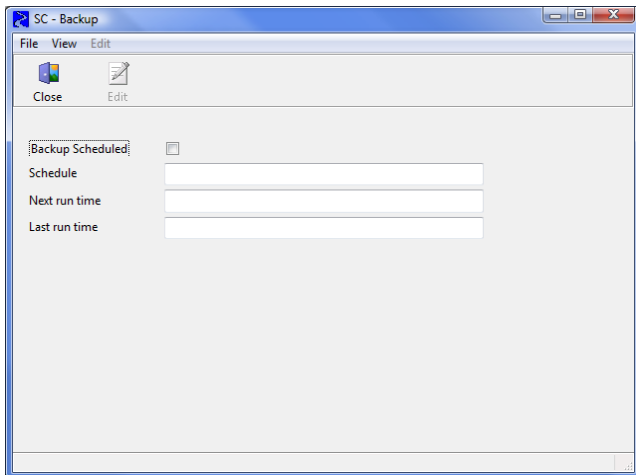 SC - Backup
File View Edit
Close Edit
Backup Scheduled
Schedule
Next run time
Last run time